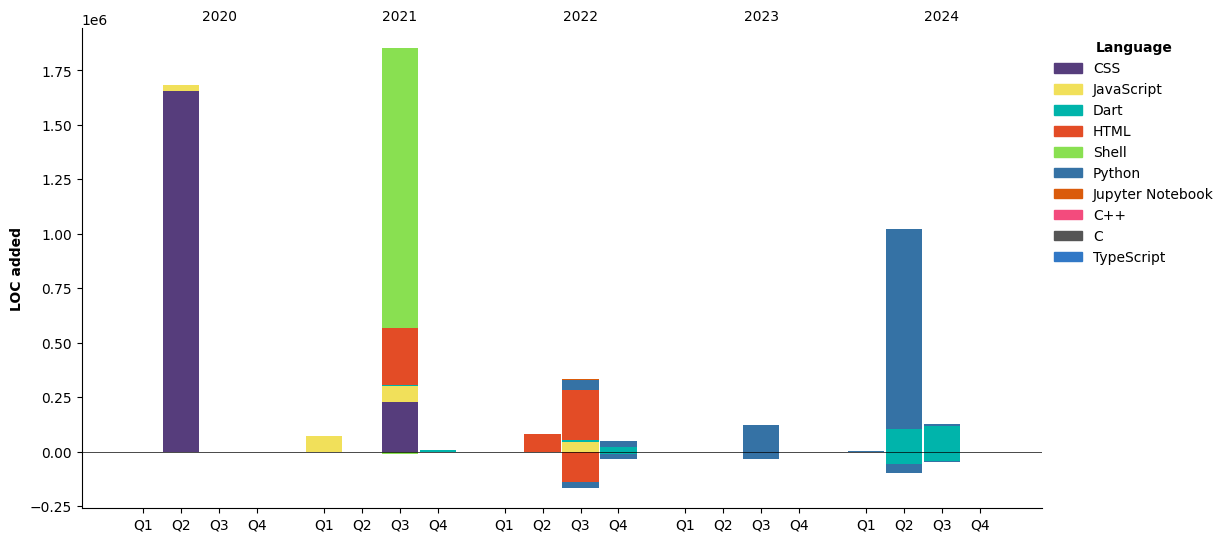 1e6
2020 2021 2022 2023 2024
LOC added
1.75
1.50
1.25
1.00
0.75
0.50
0.25
0.00
−0.25
Q1 Q2 Q3 Q4 Q1 Q2 Q3 Q4 Q1 Q2 Q3 Q4 Q1 Q2 Q3 Q4 Q1 Q2 Q3 Q4
Language
CSS
JavaScript
Dart
HTML
Shell
Python
Jupyter Notebook
C++
C
TypeScript